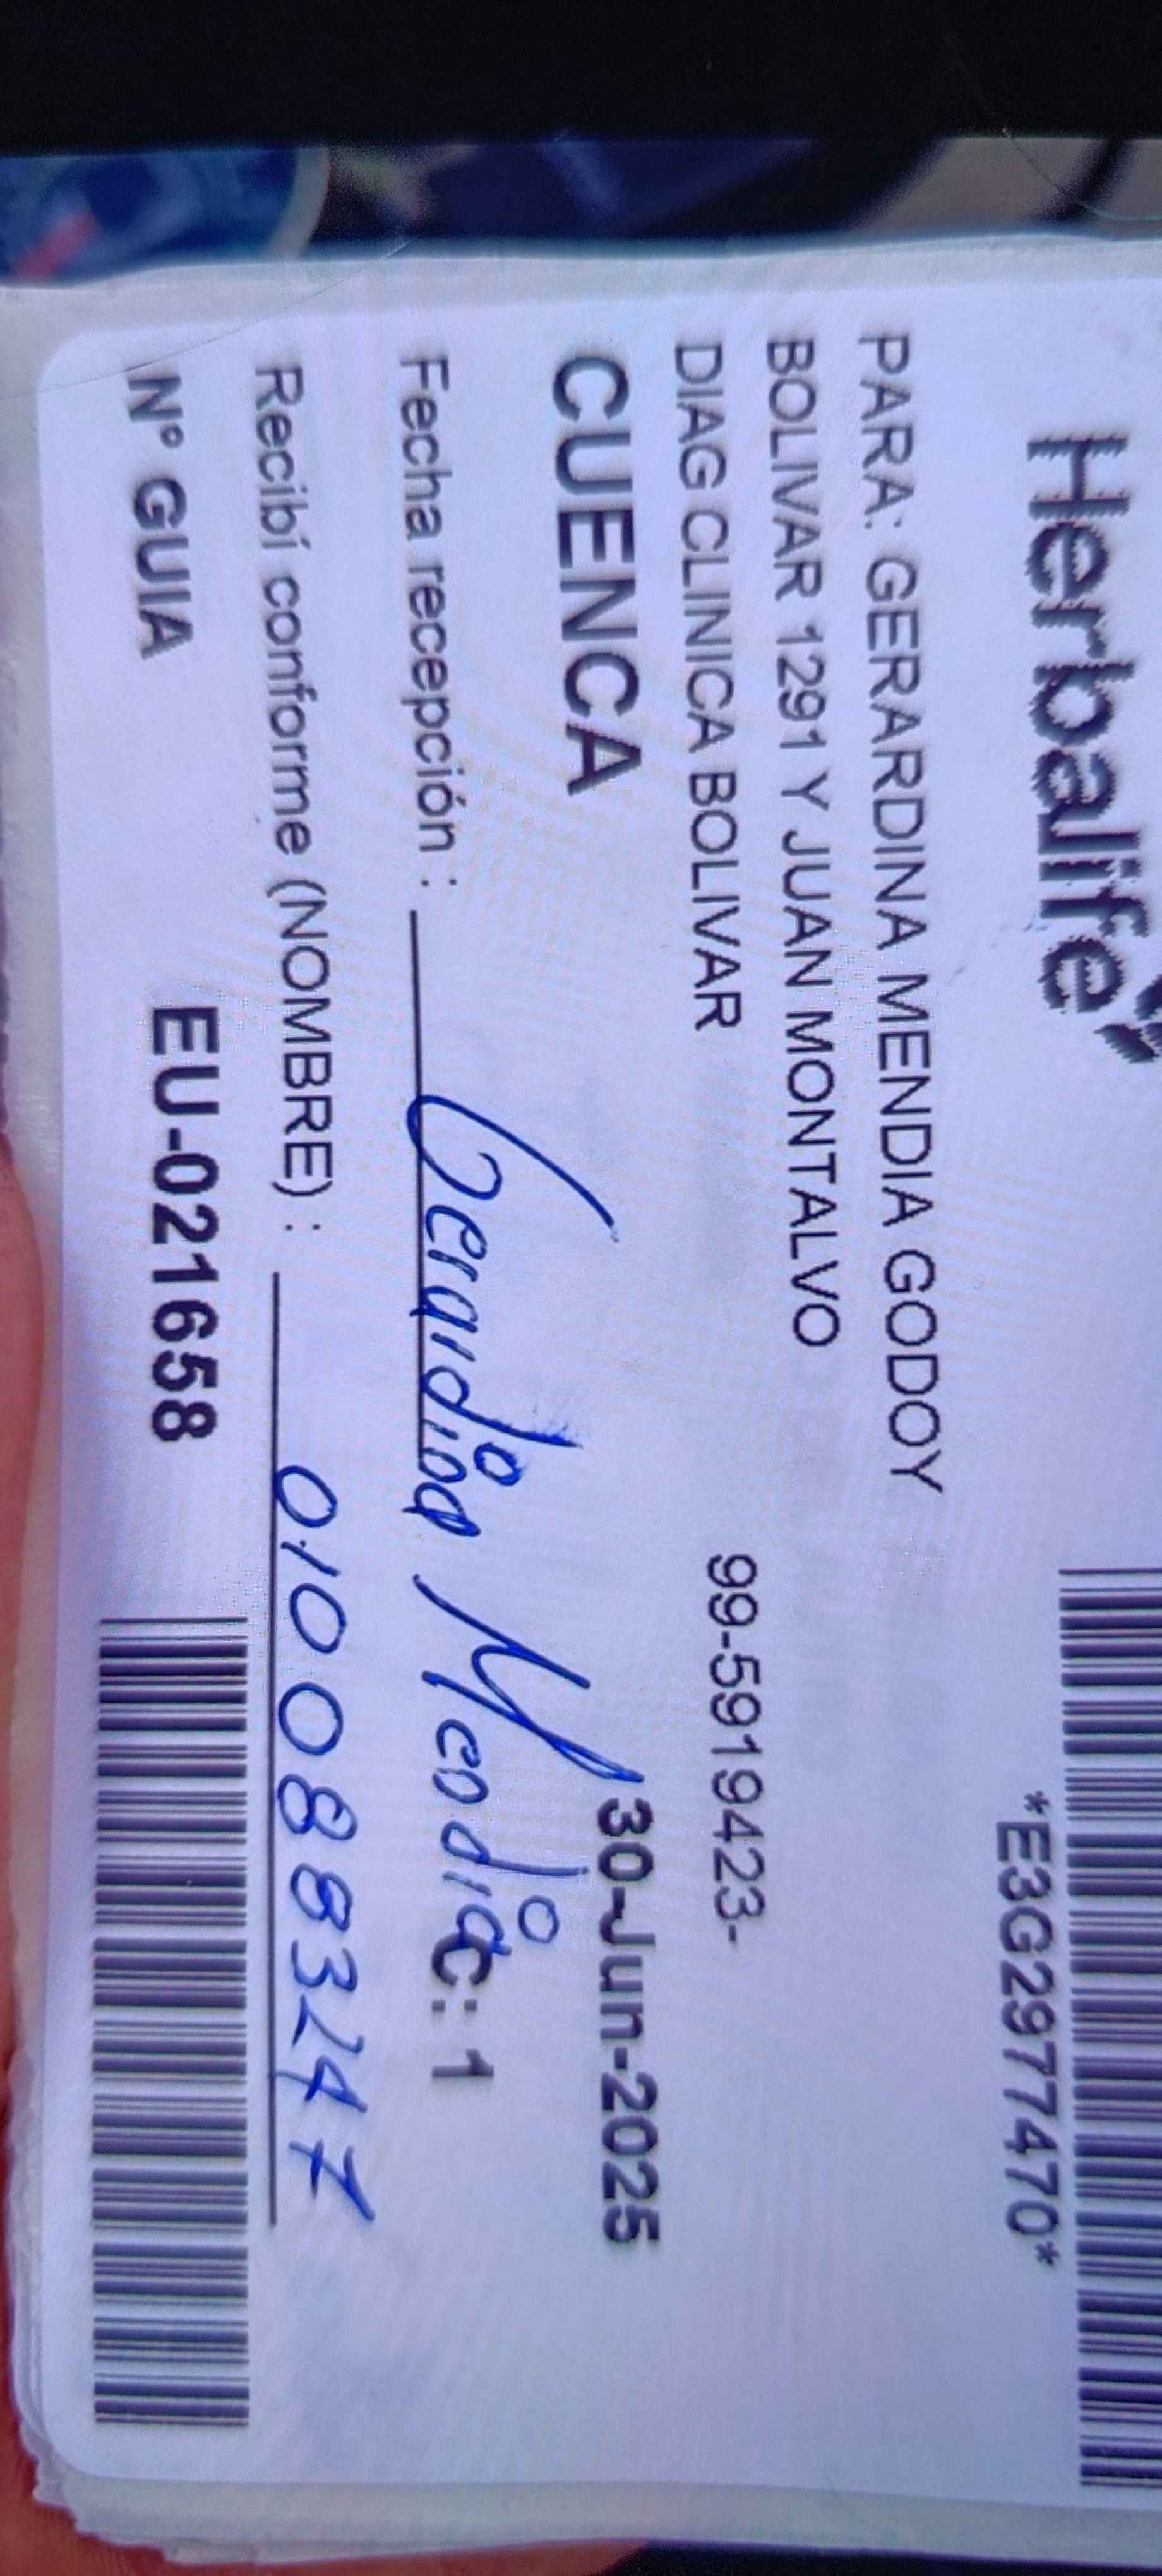 Herbalife
*E3G2977470*
PARA: GERARDINA MENDIA GODOY
BOLIVAR 1291 Y JUAN MONTALVO
DIAG CLINICA BOLIVAR 99-5919423-
CUENCA 30-Jun-2025
Fecha recepción : Gerardina Mendia C: 1
Recibí conforme (NOMBRE) : 0100883247
N° GUIA EU-021658